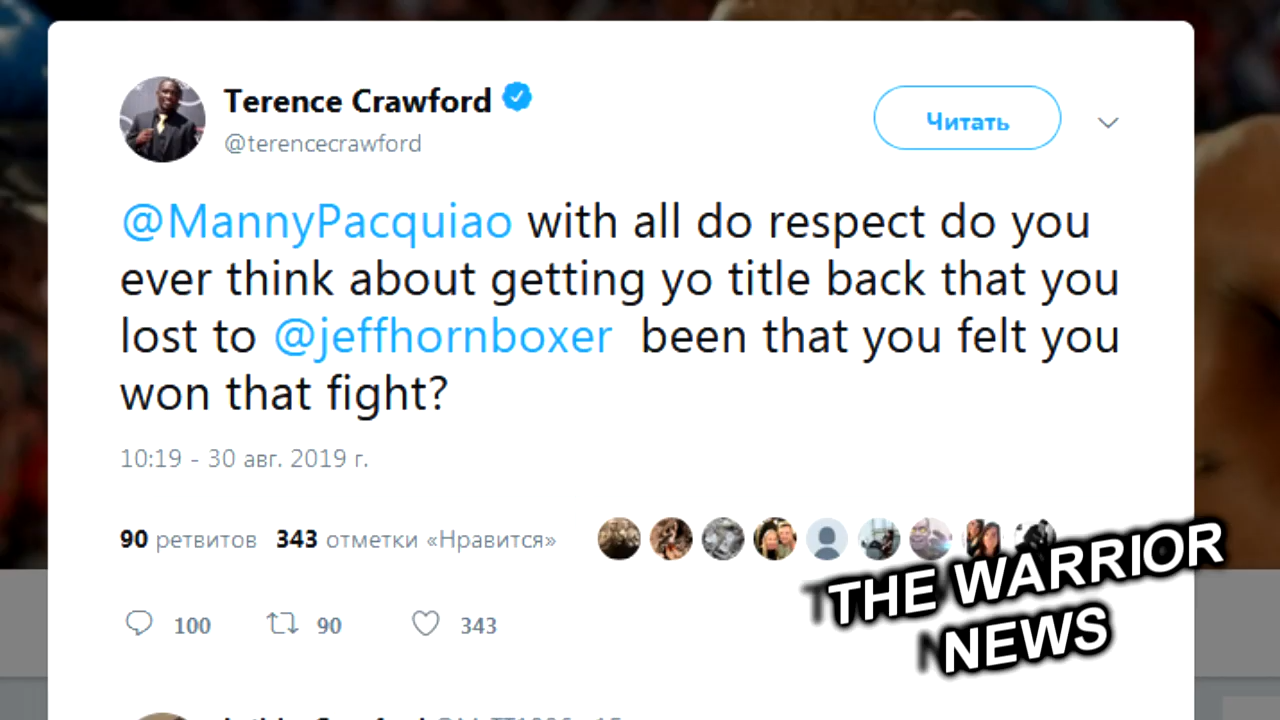 Terence Crawford
@terencecrawford
Читать
@MannyPacquiao with all do respect do you
ever think about getting yo title back that you
lost to @jeffhornboxer been that you felt you
won that fight?
10:19 - 30 авг. 2019 г.
90 ретвитов 343 отметки «Нравится»
100 90 343
THE WARRIOR
NEWS